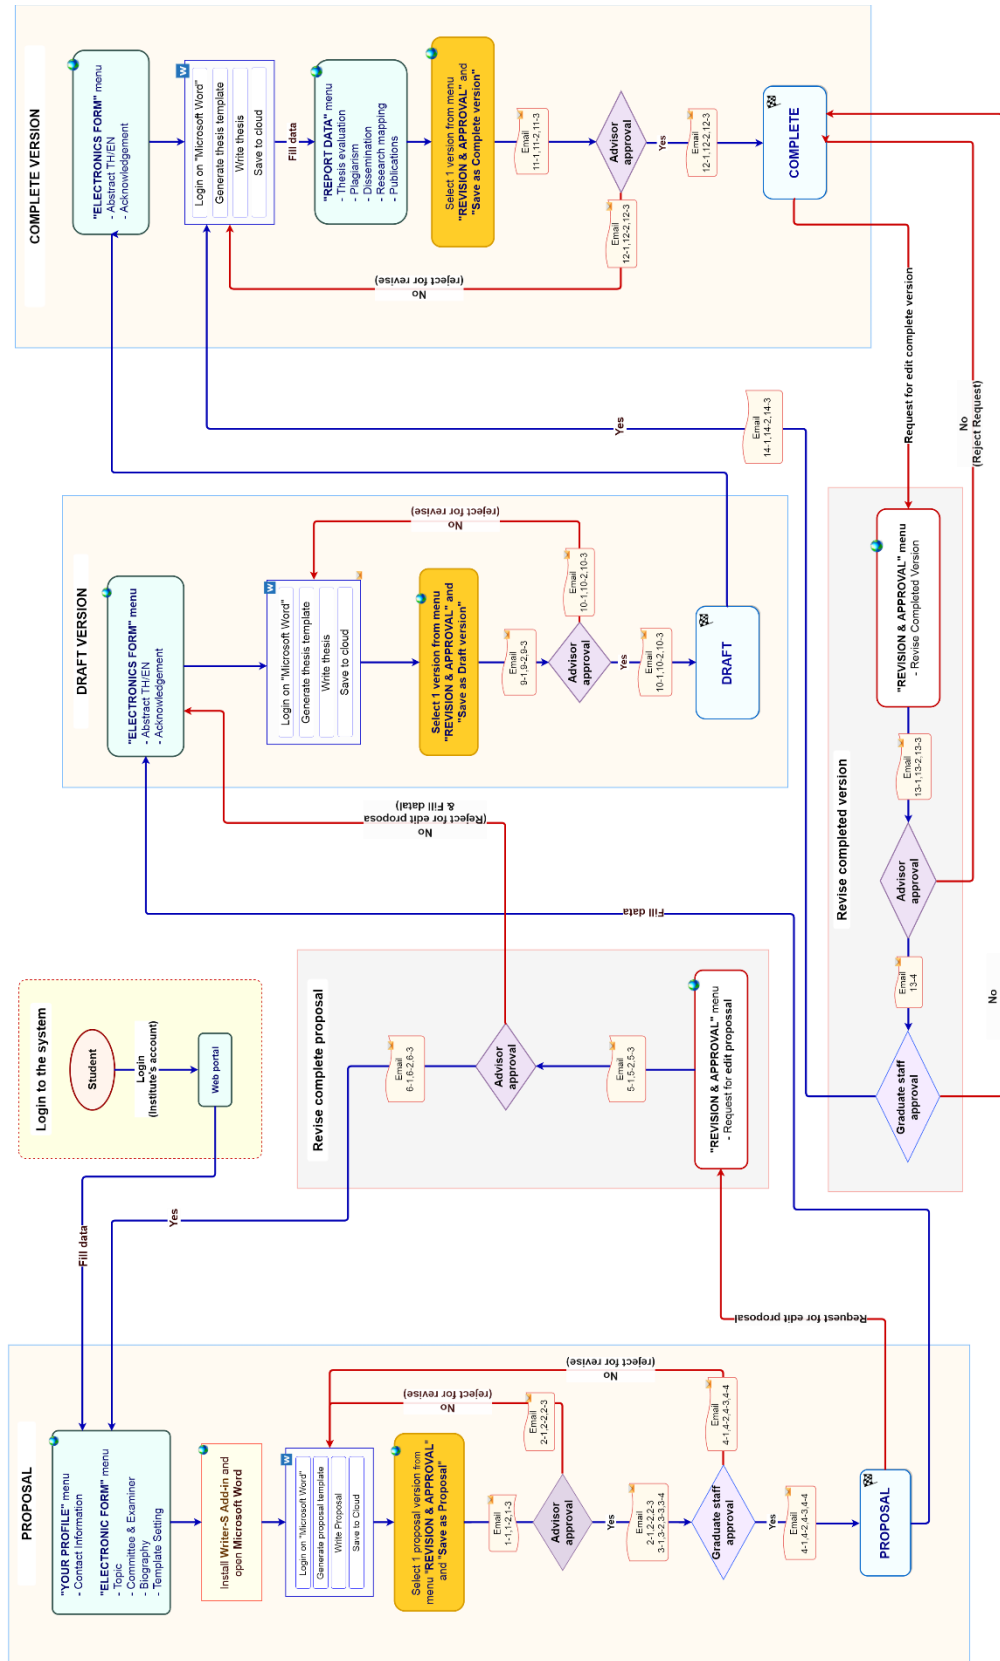 Login to the system
Student
Login
(Institute's account)
Web portal
Fill data
PROPOSAL
"YOUR PROFILE" menu
- Contact Information
"ELECTRONIC FORM" menu
- Topic
- Committee & Examiner
- Biography
- Template Setting
Install Writer-S Add-in and
open Microsoft Word
Login on "Microsoft Word"
Generate proposal template
Write Proposal
Save to Cloud
Select 1 proposal version from
menu "REVISION & APPROVAL"
and "Save as Proposal"
Email
1-1,1-2,1-3
Advisor
approval
Email
2-1,2-2,2-3
No
(reject for revise)
Yes
Email
2-1,2-2,2-3
3-1,3-2,3-3,3-4
Graduate staff
approval
Email
4-1,4-2,4-3,4-4
No
(reject for revise)
Yes
Email
4-1,4-2,4-3,4-4
PROPOSAL
Request for edit proposal
Revise complete proposal
"REVISION & APPROVAL" menu
- Request for edit propossal
Email
5-1,5-2,5-3
Advisor
approval
Email
6-1,6-2,6-3
Yes
No
(Reject for edit proposa
& Fill datal)
Fill data
DRAFT VERSION
"ELECTRONICS FORM" menu
- Abstract TH/EN
- Acknowledgement
Login on "Microsoft Word"
Generate thesis template
Write thesis
Save to cloud
Select 1 version from menu
"REVISION & APPROVAL" and
"Save as Draft version"
Email
9-1,9-2,9-3
Advisor
approval
Email
10-1,10-2,10-3
No
(reject for revise)
Yes
Email
10-1,10-2,10-3
DRAFT
COMPLETE VERSION
"ELECTRONICS FORM" menu
- Abstract TH/EN
- Acknowledgement
Login on "Microsoft Word"
Generate thesis template
Write thesis
Save to cloud
Fill data
"REPORT DATA" menu
- Thesis evaluation
- Plagiarism
- Dissemination
- Research mapping
- Publications
Select 1 version from menu
"REVISION & APPROVAL" and
"Save as Complete version"
Email
11-1,11-2,11-3
Advisor
approval
Email
12-1,12-2,12-3
No
(reject for revise)
Yes
Email
12-1,12-2,12-3
COMPLETE
Request for edit complete version
Revise completed version
"REVISION & APPROVAL" menu
- Revise Completed Version
Email
13-1,13-2,13-3
Advisor
approval
No
(Reject Request)
Email
13-4
Graduate staff
approval
No
Yes
Email
14-1,14-2,14-3